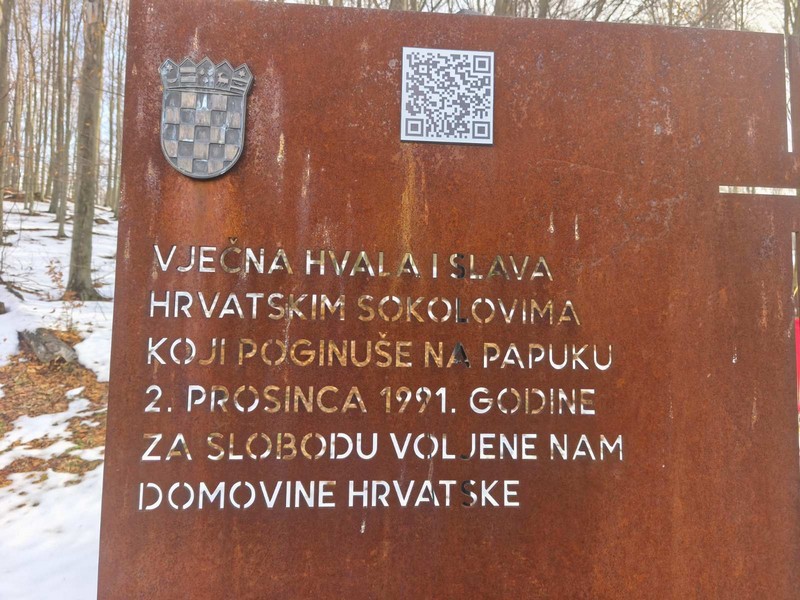 VJEČNA HVALA I SLAVA
HRVATSKIM SOKOLOVIMA
KOJI POGINUŠE NA PAPUKU
2. PROSINCA 1991. GODINE
ZA SLOBODU VOLJENE NAM
DOMOVINE HRVATSKE